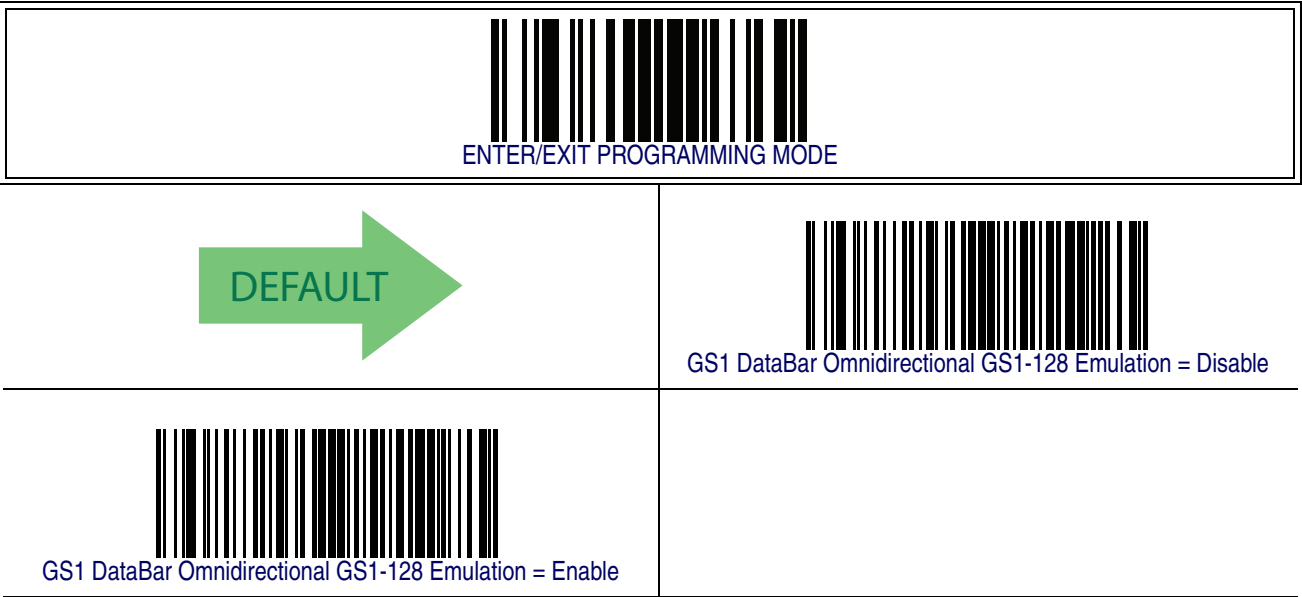 ENTER/EXIT PROGRAMMING MODE
DEFAULT
GS1 DataBar Omnidirectional GS1-128 Emulation = Disable
GS1 DataBar Omnidirectional GS1-128 Emulation = Enable